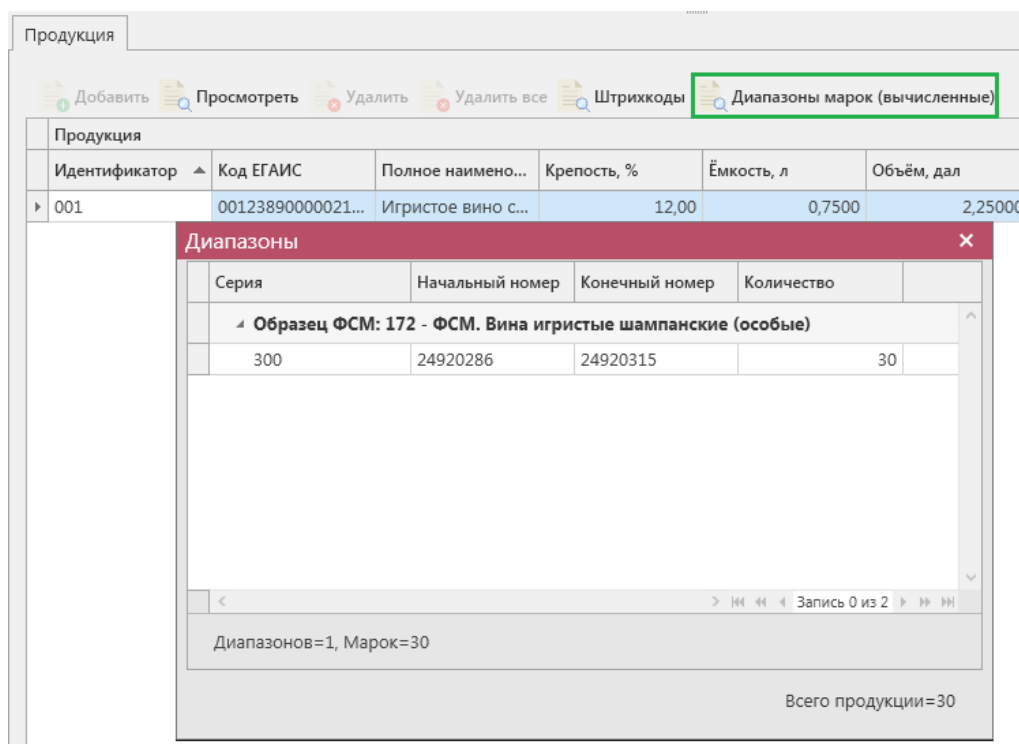 Продукция
Добавить Просмотреть Удалить Удалить все Штрихкоды Диапазоны марок (вычисленные)
Продукция
Идентификатор Код ЕГАИС Полное наимено... Крепость, % Ёмкость, л Объём, дал
001 00123890000021... Игристое вино с... 12,00 0,7500 2,25000
Диапазоны
Серия Начальный номер Конечный номер Количество
Образец ФСМ: 172 - ФСМ. Вина игристые шампанские (особые)
300 24920286 24920315 30
Запись 0 из 2
Диапазонов=1, Марок=30
Всего продукции=30